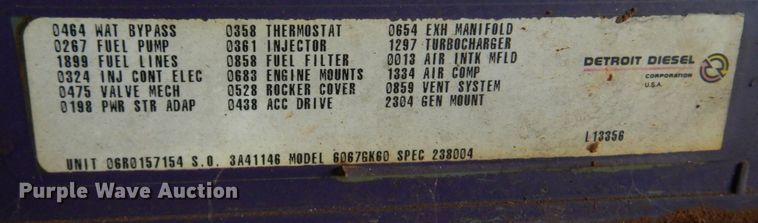 0464 WAT BYPASS 0358 THERMOSTAT 0654 EXH MANIFOLD
0267 FUEL PUMP 0361 INJECTOR 1297 TURBOCHARGER
1899 FUEL LINES 0858 FUEL FILTER 0013 AIR INTK MFLD
0324 INJ CONT ELEC 0683 ENGINE MOUNTS 1334 AIR COMP
0475 VALVE MECH 0528 ROCKER COVER 0859 VENT SYSTEM
0198 PWR STR ADAP 0438 ACC DRIVE 2304 GEN MOUNT
DETROIT DIESEL
CORPORATION
U.S.A.
L13356
UNIT 06R0157154 S.O. 3A41146 MODEL 6067GK60 SPEC 238004
Purple Wave Auction